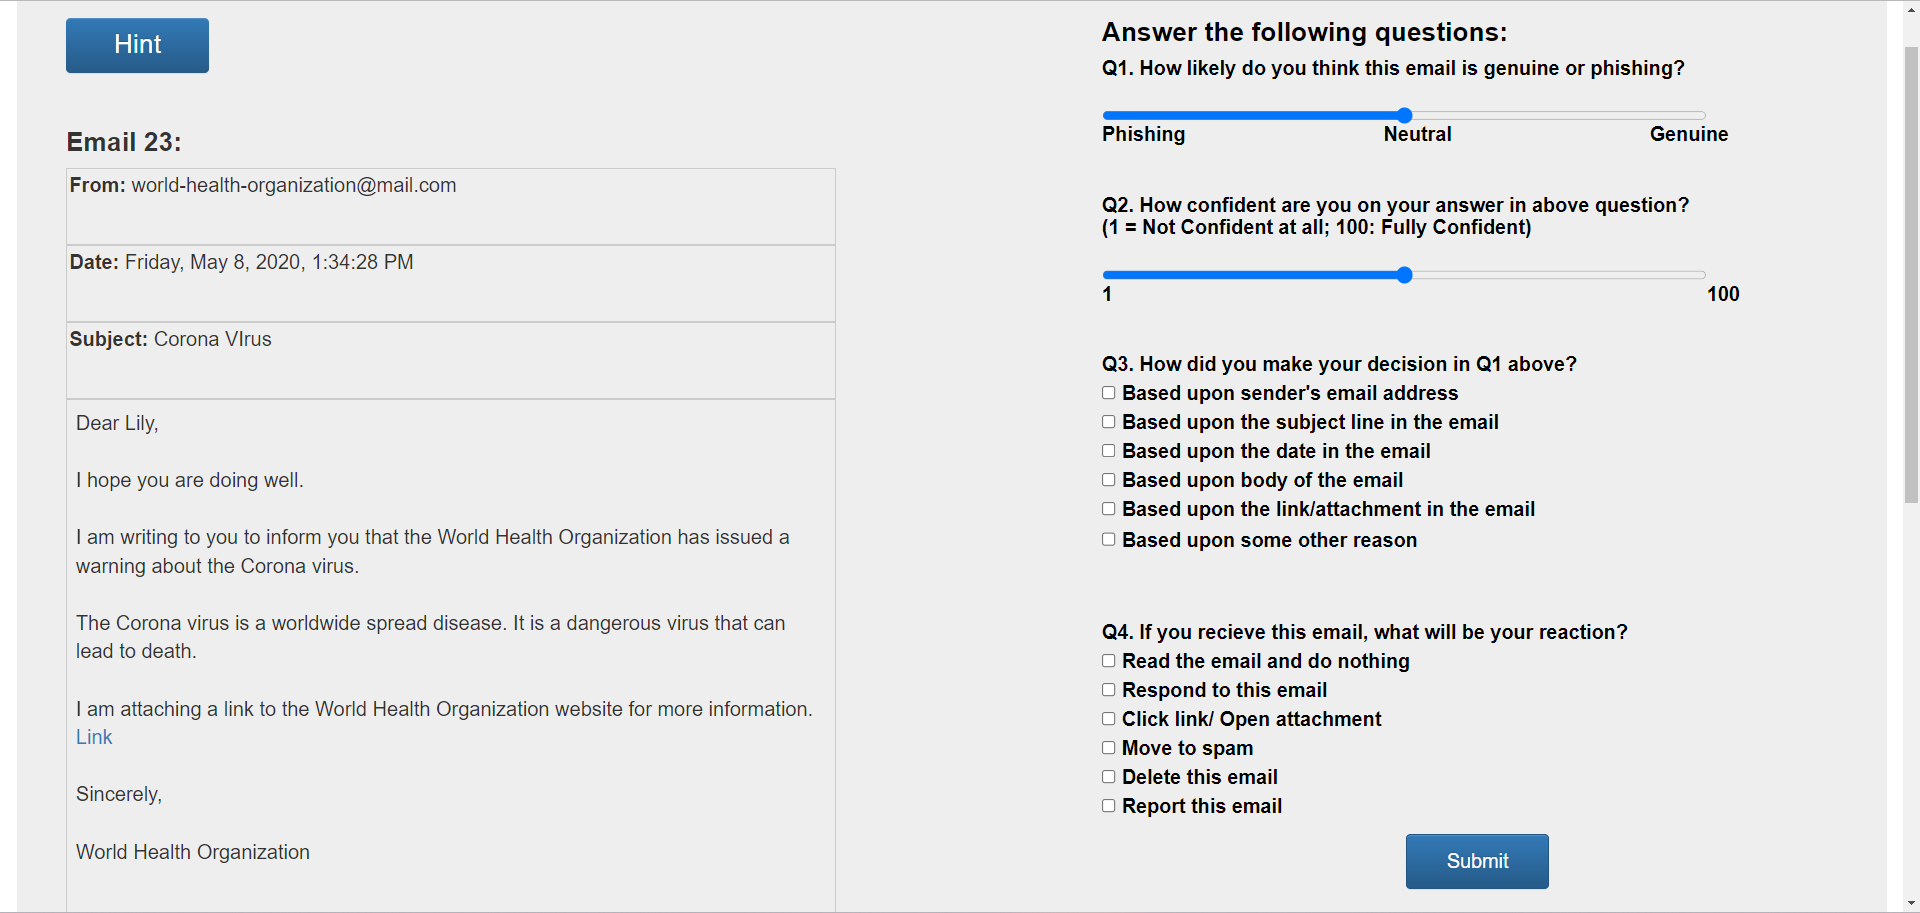 Hint
Email 23:
From: world-health-organization@mail.com
Date: Friday, May 8, 2020, 1:34:28 PM
Subject: Corona VIrus
Dear Lily,
I hope you are doing well.
I am writing to you to inform you that the World Health Organization has issued a
warning about the Corona virus.
The Corona virus is a worldwide spread disease. It is a dangerous virus that can
lead to death.
I am attaching a link to the World Health Organization website for more information.
Link
Sincerely,
World Health Organization
Answer the following questions:
Q1. How likely do you think this email is genuine or phishing?
Phishing Neutral Genuine
Q2. How confident are you on your answer in above question?
(1 = Not Confident at all; 100: Fully Confident)
1 100
Q3. How did you make your decision in Q1 above?
Based upon sender's email address
Based upon the subject line in the email
Based upon the date in the email
Based upon body of the email
Based upon the link/attachment in the email
Based upon some other reason
Q4. If you recieve this email, what will be your reaction?
Read the email and do nothing
Respond to this email
Click link/ Open attachment
Move to spam
Delete this email
Report this email
Submit